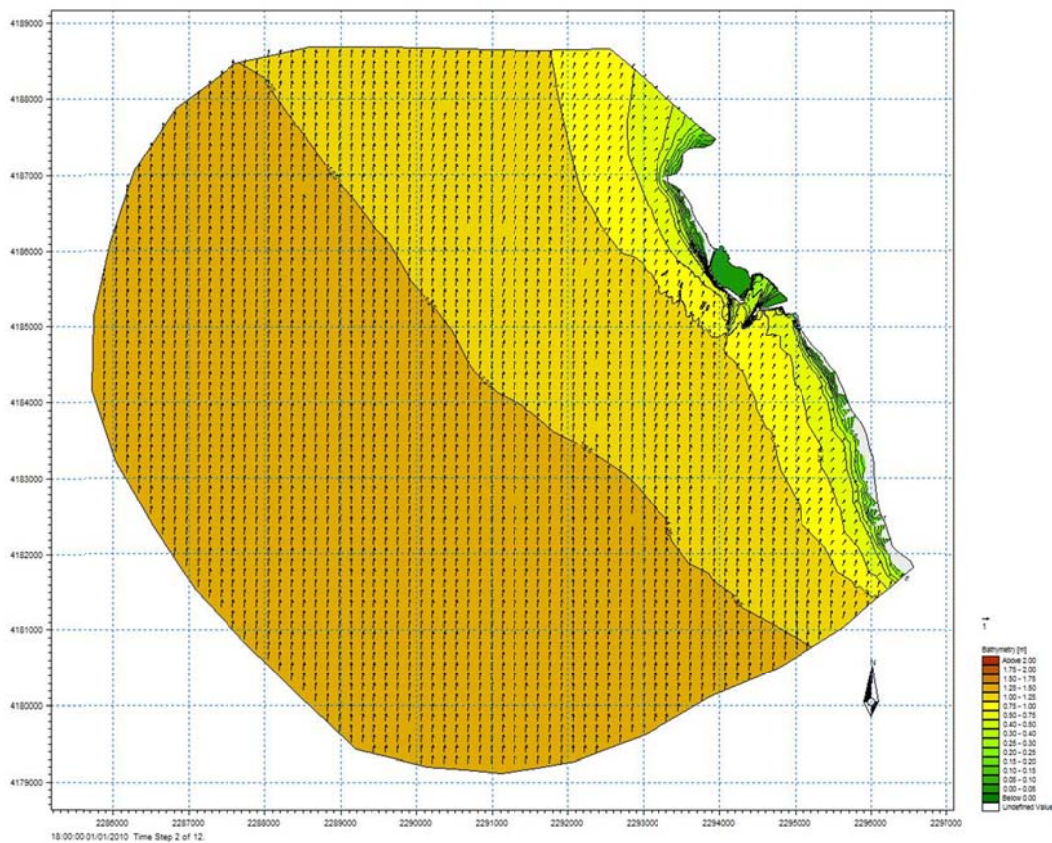 4189000
4188000
4187000
4186000
4185000
4184000
4183000
4182000
4181000
4180000
4179000
2286000 2287000 2288000 2289000 2290000 2291000 2292000 2293000 2294000 2295000 2296000 2297000
18:00:00 01/01/2010 Time Step 2 of 12.
1
Bathymetry [m]
Above 2.00
1.75 - 2.00
1.50 - 1.75
1.25 - 1.50
1.00 - 1.25
0.75 - 1.00
0.50 - 0.75
0.40 - 0.50
0.30 - 0.40
0.25 - 0.30
0.20 - 0.25
0.15 - 0.20
0.10 - 0.15
0.05 - 0.10
0.00 - 0.05
Below 0.00
Undefined Value
N